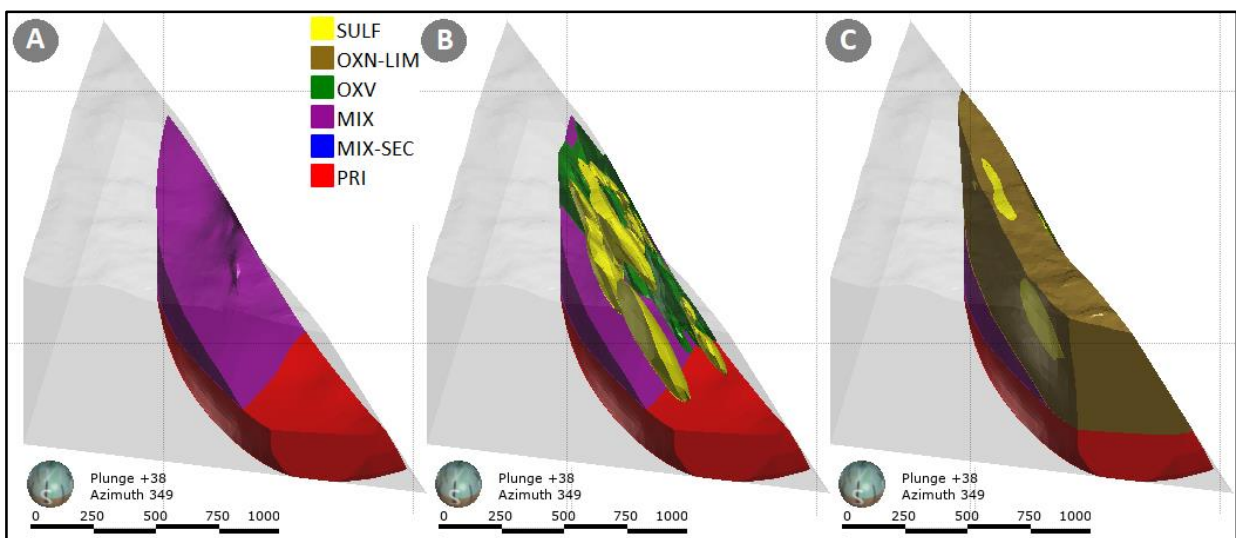 A
SULF
OXN-LIM
OXV
MIX
MIX-SEC
PRI
B
C
S
Plunge +38
Azimuth 349
0 250 500 750 1000
S
Plunge +38
Azimuth 349
0 250 500 750 1000
S
Plunge +38
Azimuth 349
0 250 500 750 1000